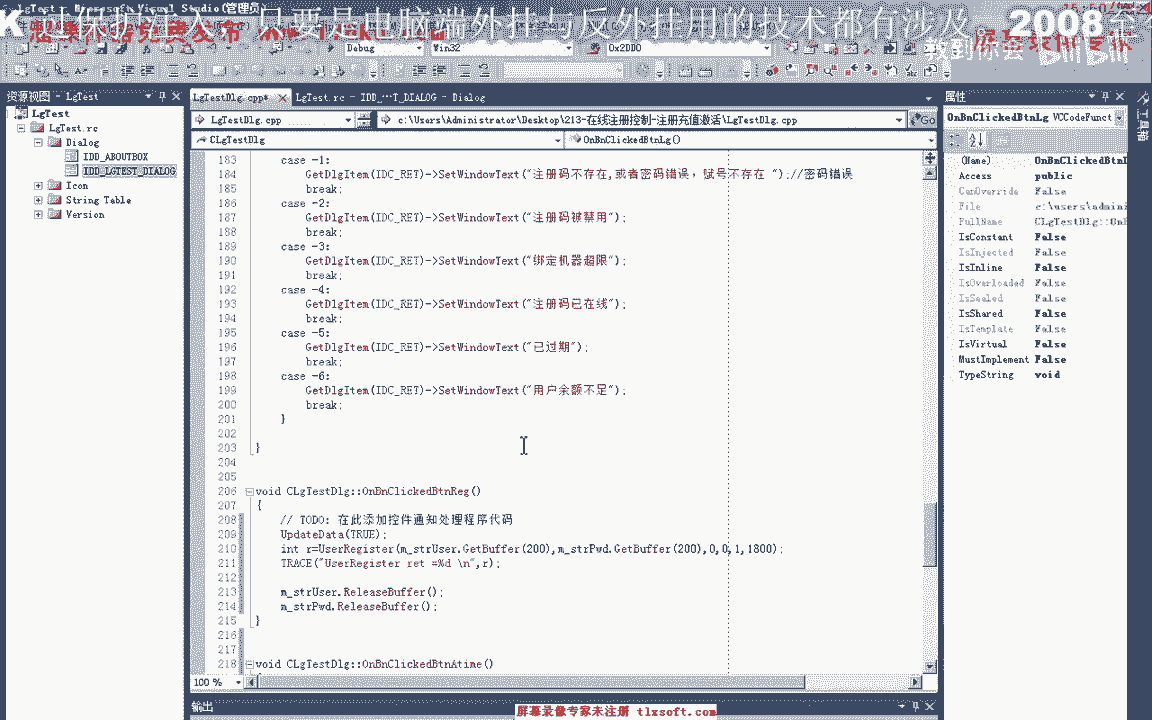 LgTest - Microsoft Visual Studio(管理员)
只要是电脑端外挂与反外挂用的技术都有涉及
2008至
教到你会
bilibili
Debug
Win32
0x2DD0
资源视图 - LgTest
LgTest
LgTest.rc
Dialog
IDD_ABOUTBOX
IDD_LGTEST_DIALOG
Icon
String Table
Version
LgTestDlg.cpp*
LgTest.rc - IDD_…T_DIALOG - Dialog
LgTestDlg.cpp
c:\Users\Administrator\Desktop\213-在线注册控制-注册充值激活\LgTestDlg.cpp
Go
CLgTestDlg
OnBnClickedBtnLg()
183 case -1:
184 GetDlgItem(IDC_RET)->SetWindowText("注册码不存在,或者密码错误，账号不存在 ");//密码错误
185 break;
186 case -2:
187 GetDlgItem(IDC_RET)->SetWindowText("注册码被禁用");
188 break;
189 case -3:
190 GetDlgItem(IDC_RET)->SetWindowText("绑定机器超限");
191 break;
192 case -4:
193 GetDlgItem(IDC_RET)->SetWindowText("注册码已在线");
194 break;
195 case -5:
196 GetDlgItem(IDC_RET)->SetWindowText("已过期");
197 break;
198 case -6:
199 GetDlgItem(IDC_RET)->SetWindowText("用户余额不足");
200 break;
201 }
202
203 }
204
205
206 void CLgTestDlg::OnBnClickedBtnReg()
207 {
208 // TODO: 在此添加控件通知处理程序代码
209 UpdateData(TRUE);
210 int r=UserRegister(m_strUser.GetBuffer(200),m_strPwd.GetBuffer(200),0,0,1,1800);
211 TRACE("UserRegister ret =%d \n",r);
212
213 m_strUser.ReleaseBuffer();
214 m_strPwd.ReleaseBuffer();
215 }
216
217
218 void CLgTestDlg::OnBnClickedBtnAtime()
100 %
输出
属性
OnBnClickedBtnLg VCCodeFunct
(Name) OnBnClickedBtnL
Access public
CanOverride False
File c:\users\admini
FullName CLgTestDlg::OnB
IsConstant False
IsInjected False
IsInline False
IsOverloaded False
IsSealed False
IsShared False
IsTemplate False
IsVirtual False
MustImplement False
TypeString void
工具箱
屏幕录像专家未注册 tlxsoft.com